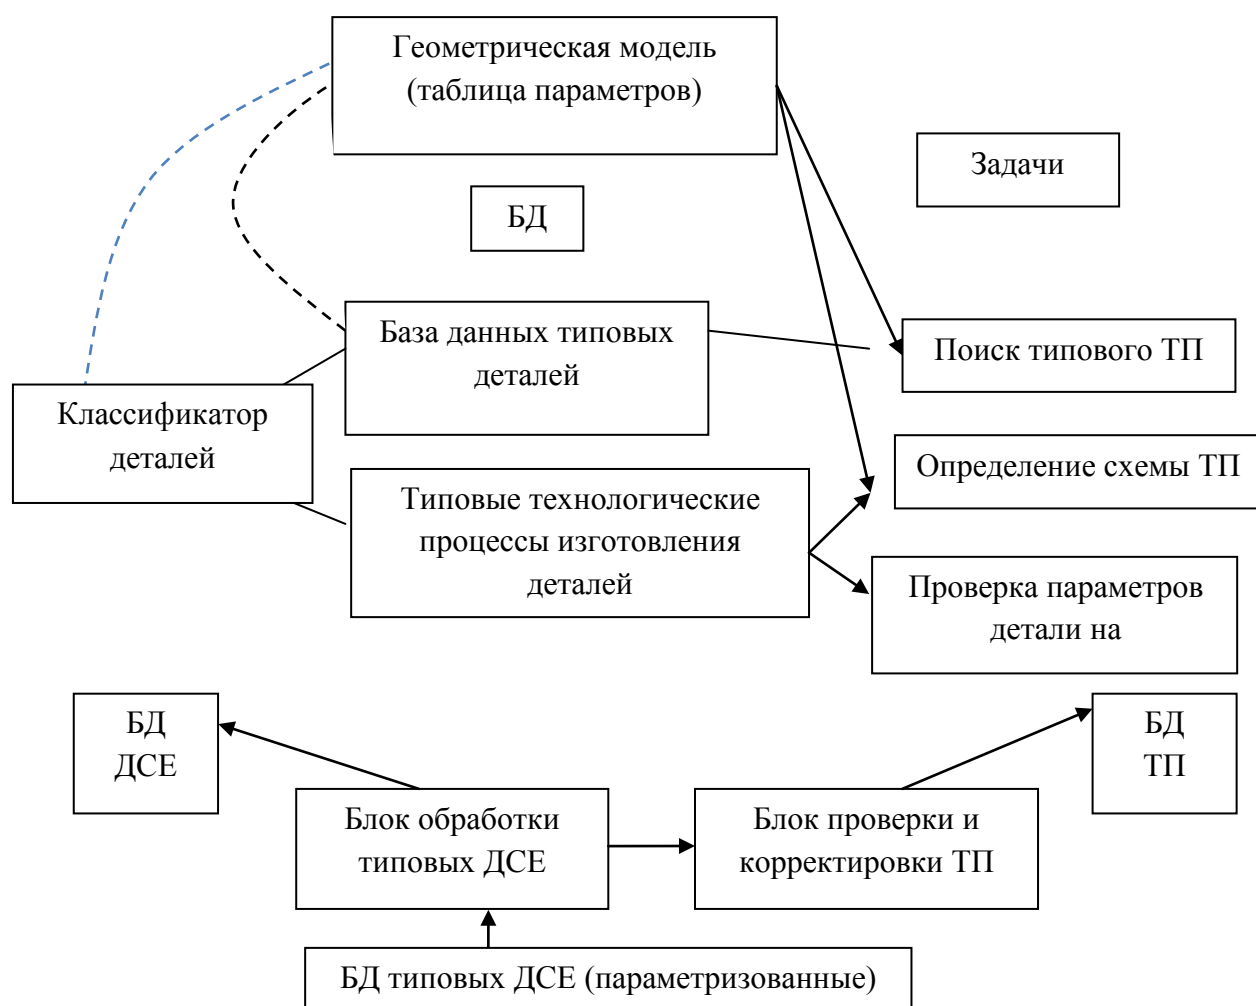 Геометрическая модель
(таблица параметров)
Задачи
БД
База данных типовых
деталей
Поиск типового ТП
Классификатор
деталей
Определение схемы ТП
Типовые технологические
процессы изготовления
деталей
Проверка параметров
детали на
БД
ДСЕ
БД
ТП
Блок обработки
типовых ДСЕ
Блок проверки и
корректировки ТП
БД типовых ДСЕ (параметризованные)